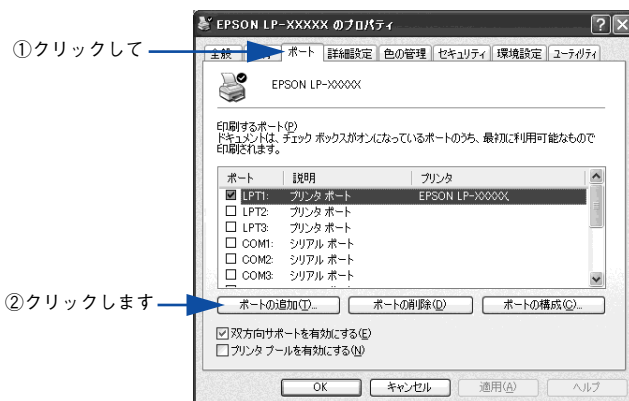 EPSON LP-XXXXX のプロパティ
①クリックして
全般
ポート
詳細設定
色の管理
セキュリティ
環境設定
ユーティリティ
EPSON LP-XXXXX
印刷するポート(P)
ドキュメントは、チェック ボックスがオンになっているポートのうち、最初に利用可能なもので
印刷されます。
ポート 説明 プリンタ
LPT1: プリンタ ポート EPSON LP-XXXXX
LPT2: プリンタ ポート
LPT3: プリンタ ポート
COM1: シリアル ポート
COM2: シリアル ポート
COM3: シリアル ポート
②クリックします
ポートの追加(T)...
ポートの削除(D)
ポートの構成(C)...
双方向サポートを有効にする(E)
プリンタ プールを有効にする(N)
OK
キャンセル
適用(A)
ヘルプ